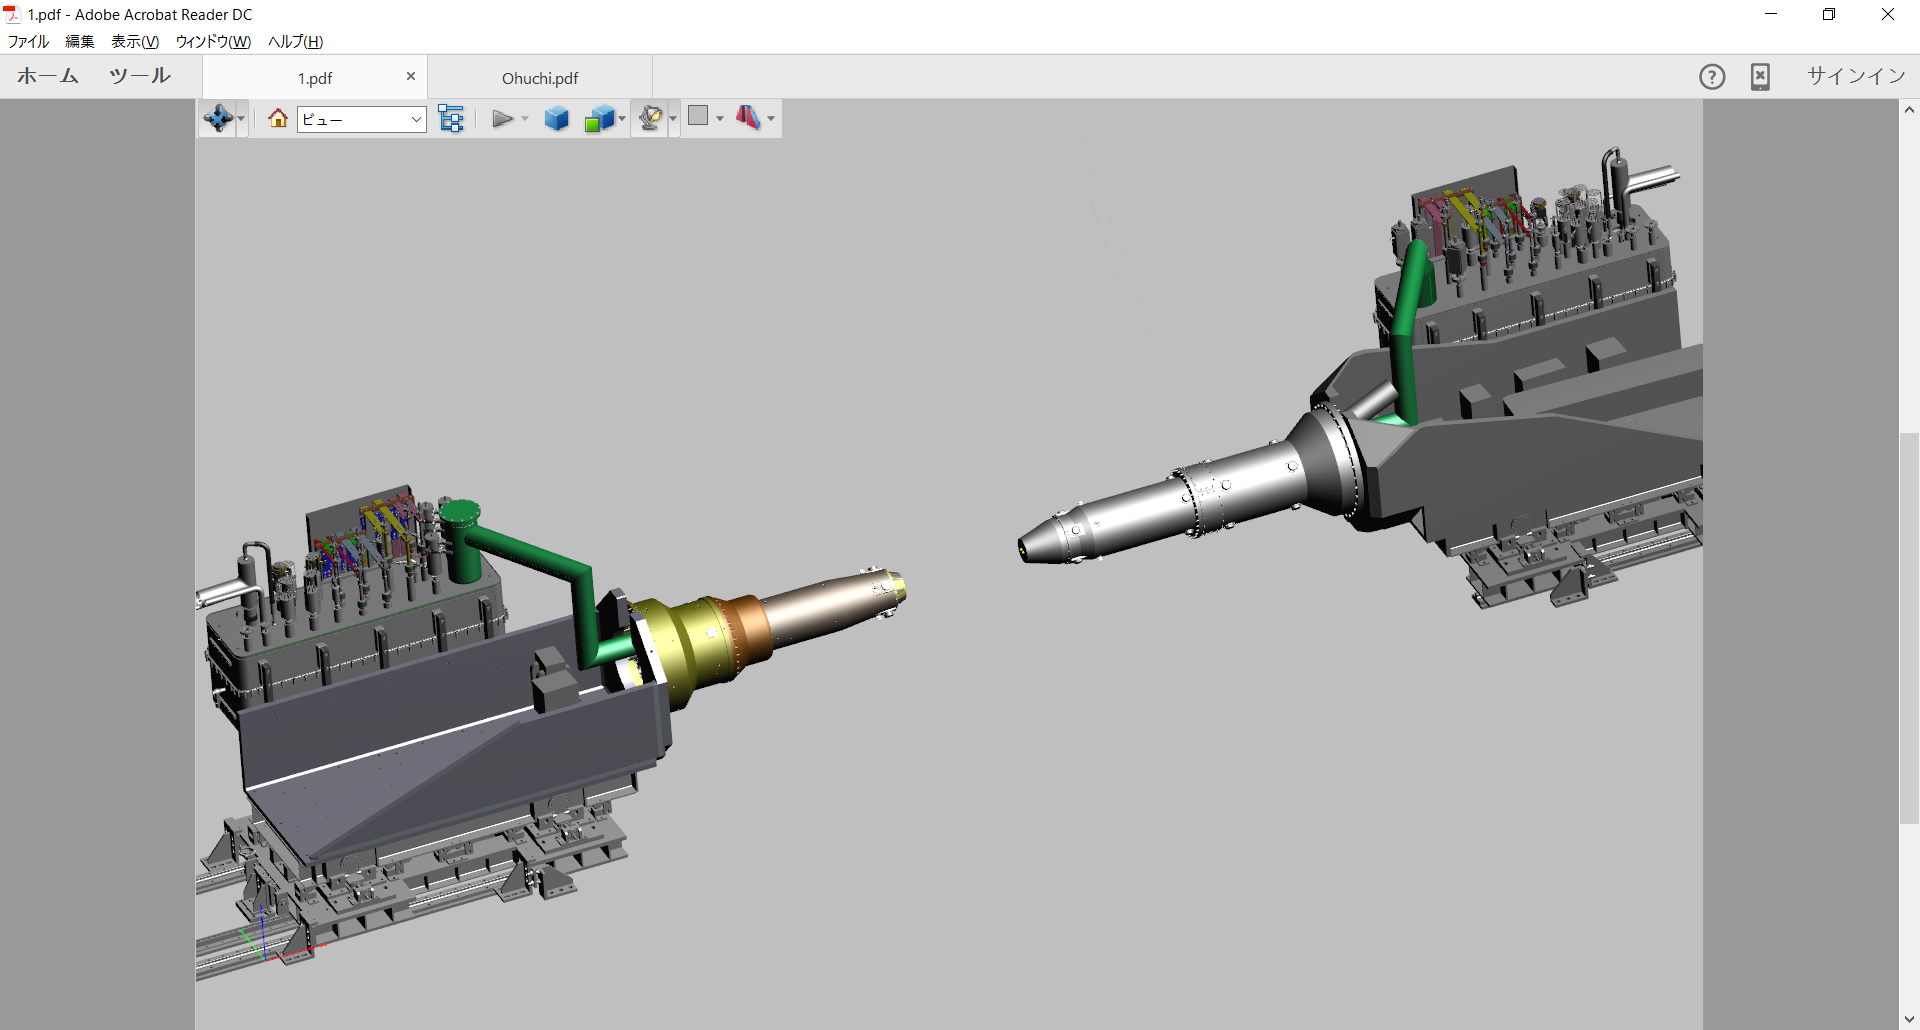 1.pdf - Adobe Acrobat Reader DC
ファイル 編集 表示(V) ウィンドウ(W) ヘルプ(H)
ホーム ツール 1.pdf Ohuchi.pdf サインイン
ビュー